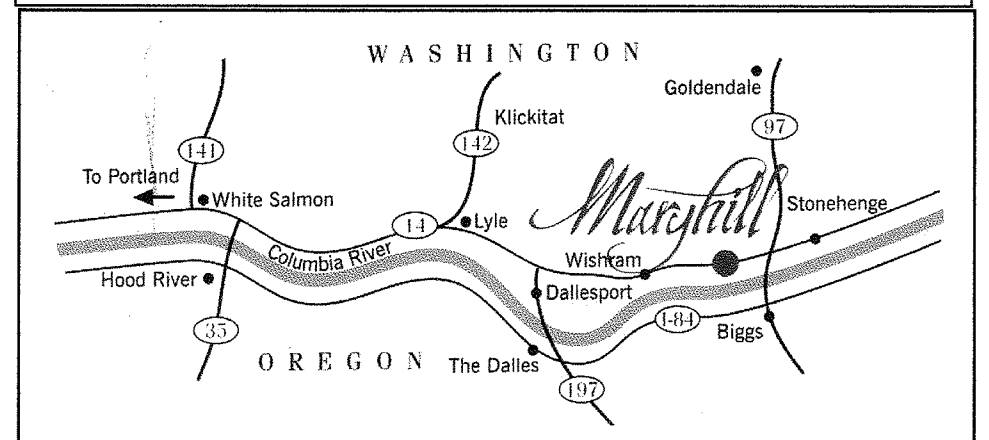 WASHINGTON
Goldendale
Klickitat
97
141
142
To Portland
White Salmon
Maryhill
Stonehenge
14
Lyle
Columbia River
Wishram
Hood River
Dallesport
I-84
35
Biggs
OREGON
The Dalles
197